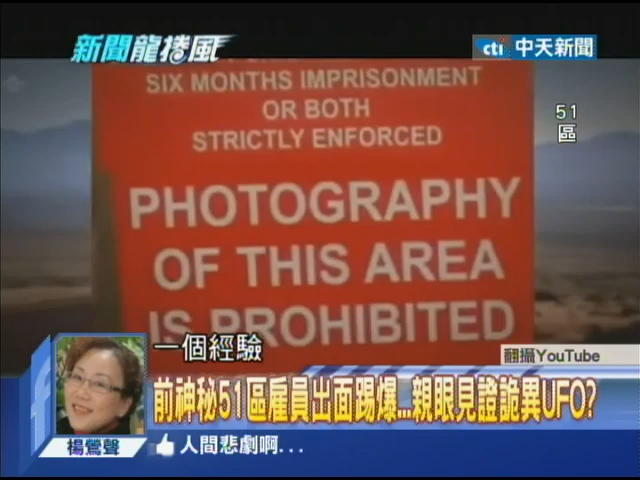 新聞龍捲風
cti 中天新聞
SIX MONTHS IMPRISONMENT
OR BOTH
STRICTLY ENFORCED
51區
PHOTOGRAPHY
OF THIS AREA
IS PROHIBITED
一個經驗
翻攝YouTube
前神秘51區雇員出面踢爆...親眼見證詭異UFO?
楊鶯聲
人間悲劇啊...